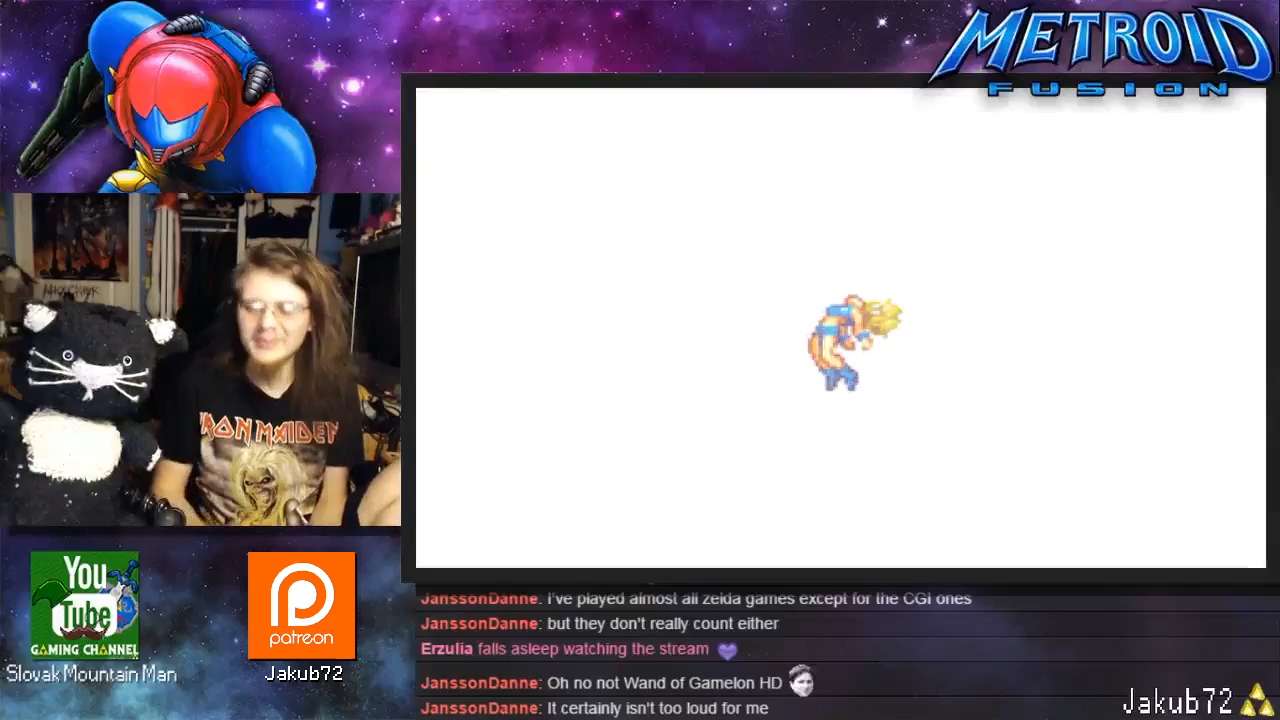 METROID
FUSION
ALICE COOPER
IRON MAIDEN
You
Tube
GAMING CHANNEL
Slovak Mountain Man
patreon
Jakub72
JanssonDanne: I've played almost all zelda games except for the CGI ones
JanssonDanne: but they don't really count either
Erzulia falls asleep watching the stream
JanssonDanne: Oh no not Wand of Gamelon HD
JanssonDanne: It certainly isn't too loud for me
Jakub72